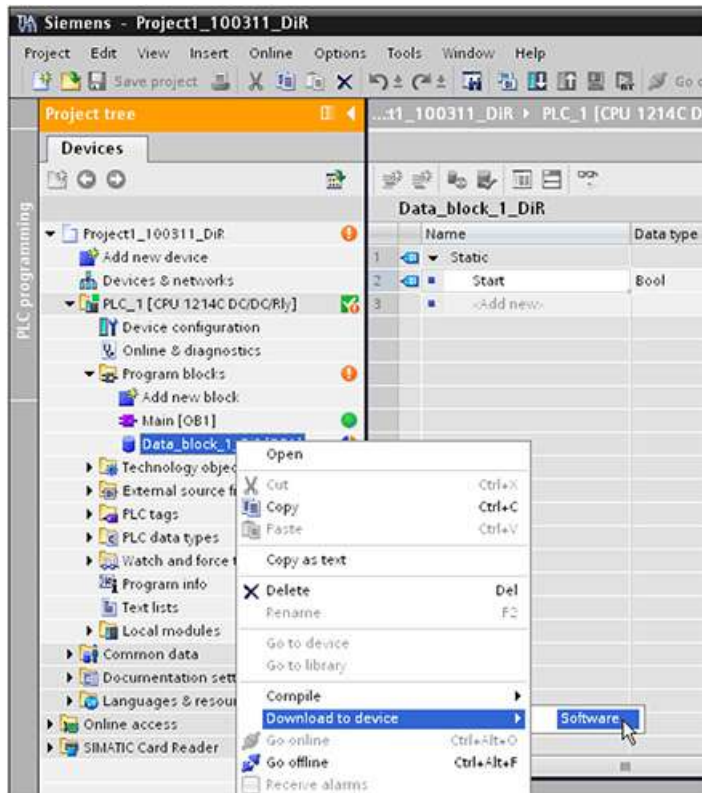 Siemens - Project1_100311_DiR
Project Edit View Insert Online Options Tools Window Help
Save project
Project tree
...t1_100311_DiR ▸ PLC_1 [CPU 1214C D
Devices
PLC programming
Data_block_1_DiR
Name Data type
Project1_100311_DiR
Add new device
Devices & networks
PLC_1 [CPU 1214C DC/DC/Rly]
Device configuration
Online & diagnostics
Program blocks
Add new block
Main [OB1]
Data_block_1
Technology objec
External source f
PLC tags
PLC data types
Watch and force t
Program info
Text lists
Local modules
Common data
Documentation sett
Languages & resour
Online access
SIMATIC Card Reader
1 Static
2 Start Bool
3 <Add new>
Open
Cut Ctrl+X
Copy Ctrl+C
Paste Ctrl+V
Copy as text
Delete Del
Rename F2
Go to device
Go to library
Compile
Download to device
Software
Go online Ctrl+Alt+O
Go offline Ctrl+Alt+F
Receive alarms